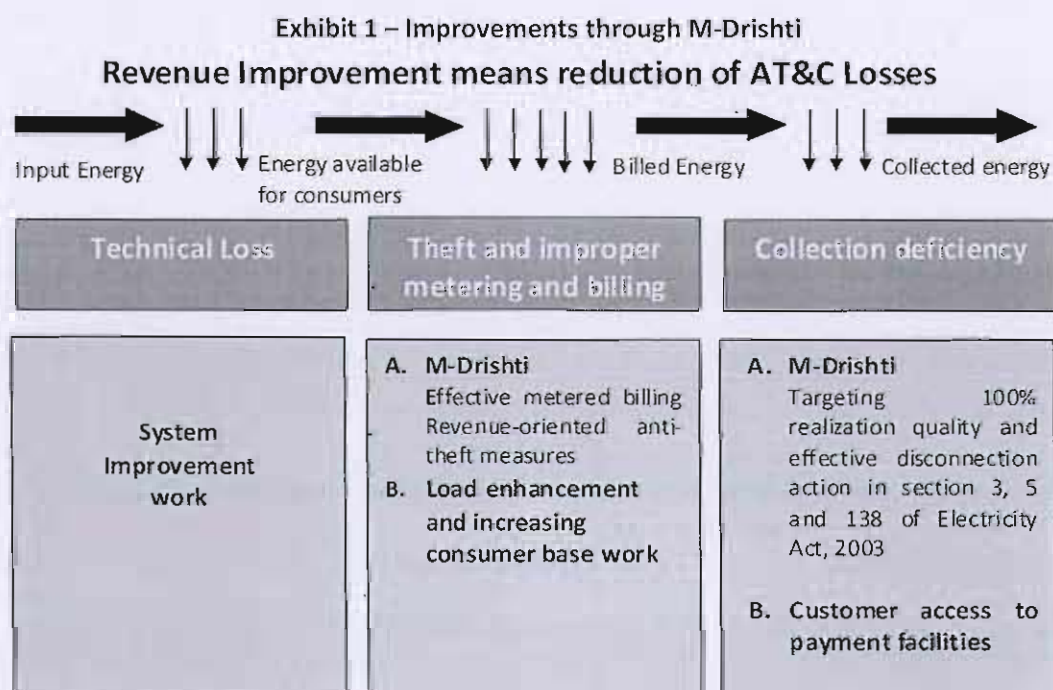 Exhibit 1 – Improvements through M-Drishti
Revenue Improvement means reduction of AT&C Losses
Input Energy
Energy available
for consumers
Billed Energy
Collected energy
Technical Loss
Theft and improper
metering and billing
Collection deficiency
System
Improvement
work
A. M-Drishti
Effective metered billing
Revenue-oriented anti-
theft measures
B. Load enhancement
and increasing
consumer base work
A. M-Drishti
Targeting 100%
realization quality and
effective disconnection
action in section 3, 5
and 138 of Electricity
Act, 2003
B. Customer access to
payment facilities